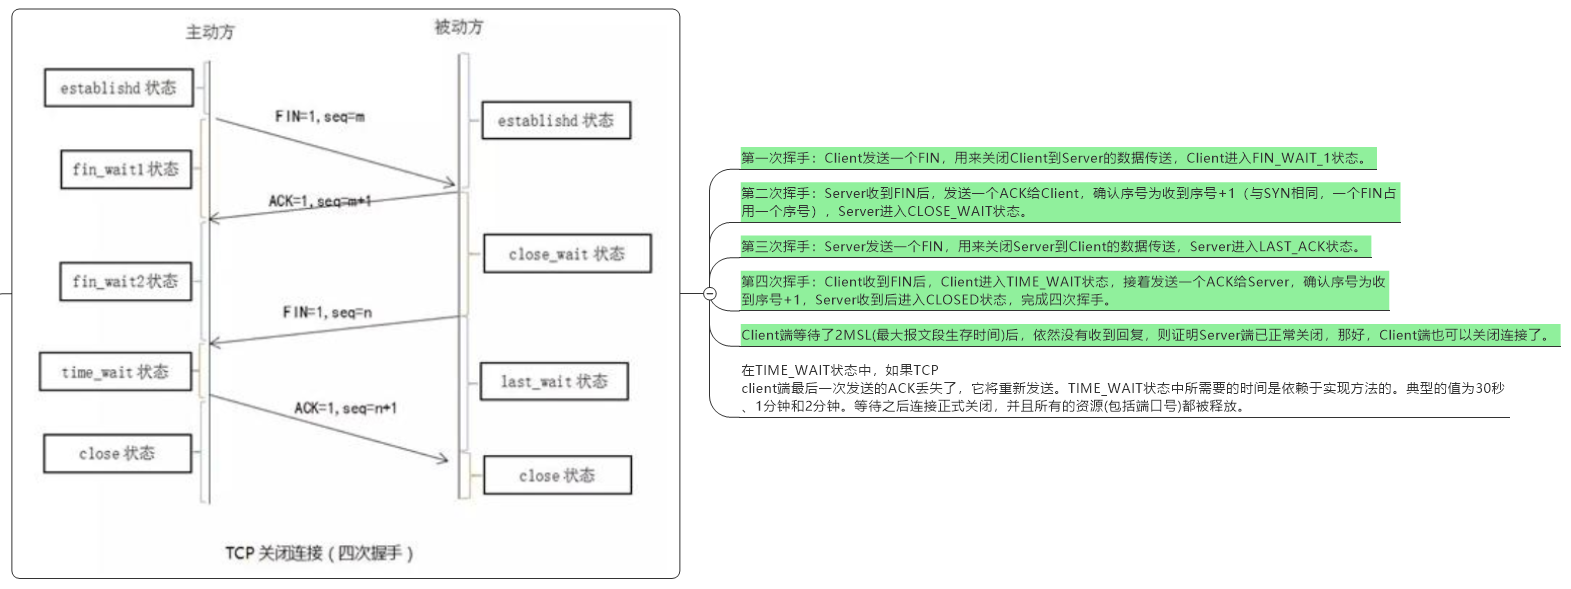 主动方
被动方
establishd 状态
FIN=1,seq=m
establishd 状态
fin_wait1状态
ACK=1,seq=m+1
close_wait 状态
fin_wait2状态
FIN=1,seq=n
time_wait 状态
last_wait 状态
ACK=1,seq=n+1
close 状态
close 状态
TCP 关闭连接（四次握手）
第一次挥手：Client发送一个FIN，用来关闭Client到Server的数据传送，Client进入FIN_WAIT_1状态。
第二次挥手：Server收到FIN后，发送一个ACK给Client，确认序号为收到序号+1（与SYN相同，一个FIN占
用一个序号），Server进入CLOSE_WAIT状态。
第三次挥手：Server发送一个FIN，用来关闭Server到Client的数据传送，Server进入LAST_ACK状态。
第四次挥手：Client收到FIN后，Client进入TIME_WAIT状态，接着发送一个ACK给Server，确认序号为收
到序号+1，Server收到后进入CLOSED状态，完成四次挥手。
Client端等待了2MSL(最大报文段生存时间)后，依然没有收到回复，则证明Server端已正常关闭，那好，Client端也可以关闭连接了。
在TIME_WAIT状态中，如果TCP
client端最后一次发送的ACK丢失了，它将重新发送。TIME_WAIT状态中所需要的时间是依赖于实现方法的。典型的值为30秒
、1分钟和2分钟。等待之后连接正式关闭，并且所有的资源(包括端口号)都被释放。